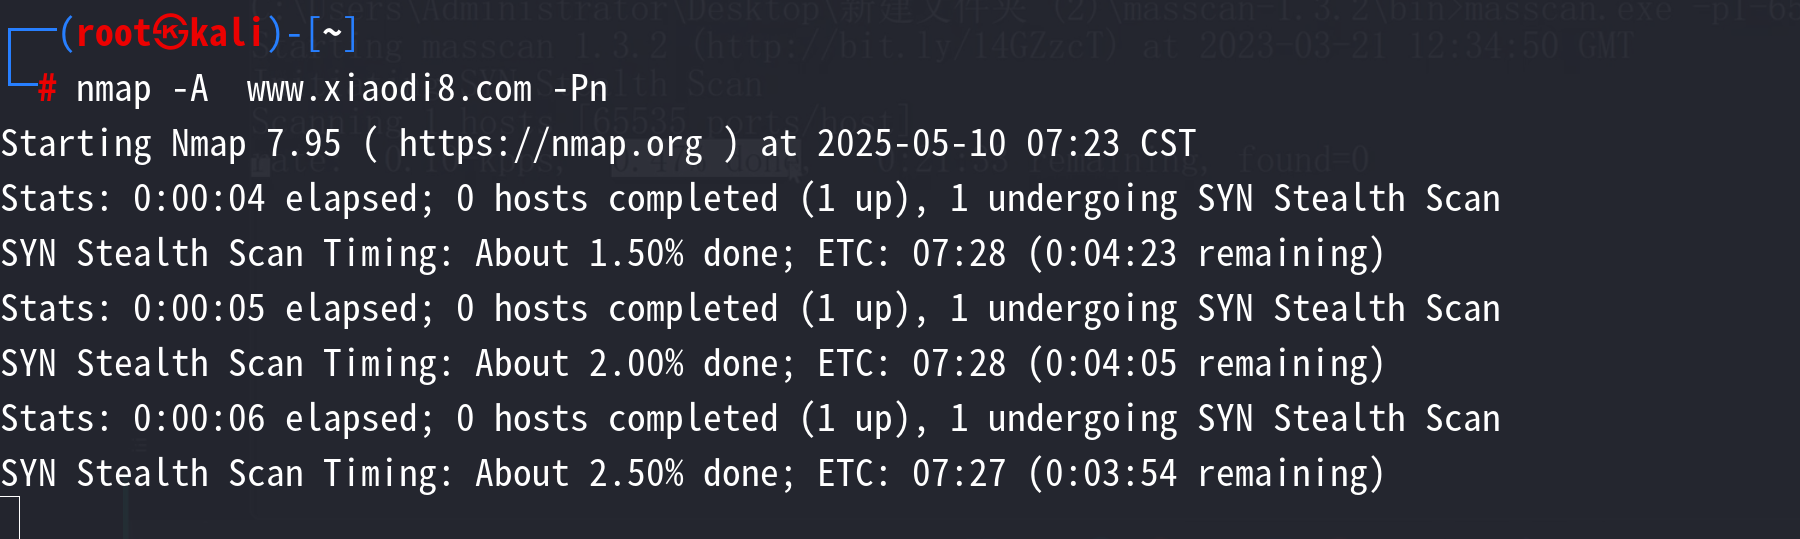 (root㉿kali)-[~]
# nmap -A  www.xiaodi8.com -Pn
Starting Nmap 7.95 ( https://nmap.org ) at 2025-05-10 07:23 CST
Stats: 0:00:04 elapsed; 0 hosts completed (1 up), 1 undergoing SYN Stealth Scan
SYN Stealth Scan Timing: About 1.50% done; ETC: 07:28 (0:04:23 remaining)
Stats: 0:00:05 elapsed; 0 hosts completed (1 up), 1 undergoing SYN Stealth Scan
SYN Stealth Scan Timing: About 2.00% done; ETC: 07:28 (0:04:05 remaining)
Stats: 0:00:06 elapsed; 0 hosts completed (1 up), 1 undergoing SYN Stealth Scan
SYN Stealth Scan Timing: About 2.50% done; ETC: 07:27 (0:03:54 remaining)